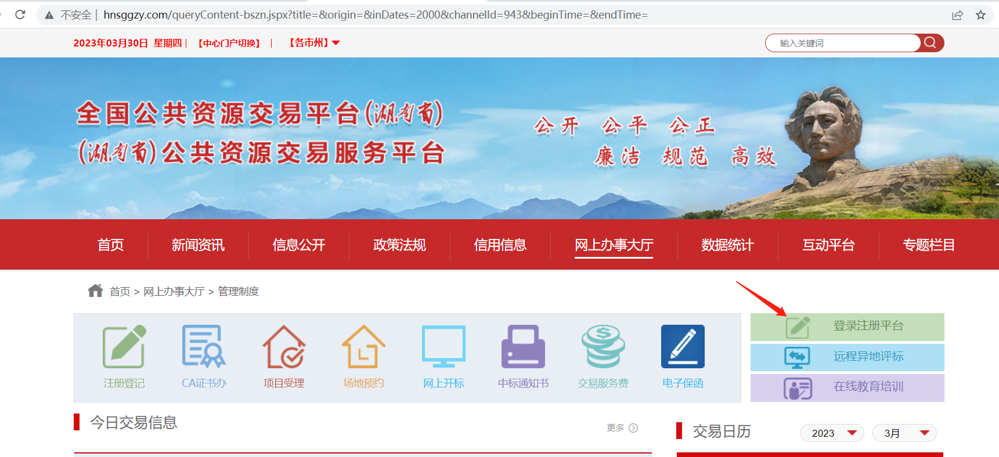 不安全 | hnsggzy.com/queryContent-bszn.jspx?title=&origin=&inDates=2000&channelId=943&beginTime=&endTime=
2023年03月30日 星期四 | 【中心门户切换】 | 【各市州】
输入关键词
全国公共资源交易平台(湖南省)
(湖南省)公共资源交易服务平台
公开 公平 公正
廉洁 规范 高效
首页 新闻资讯 信息公开 政策法规 信用信息 网上办事大厅 数据统计 互动平台 专题栏目
首页 > 网上办事大厅 > 管理制度
注册登记 CA证书办 项目受理 场地预约 网上开标 中标通知书 交易服务费 电子保函
登录注册平台
远程异地评标
在线教育培训
今日交易信息
更多
交易日历
2023
3月